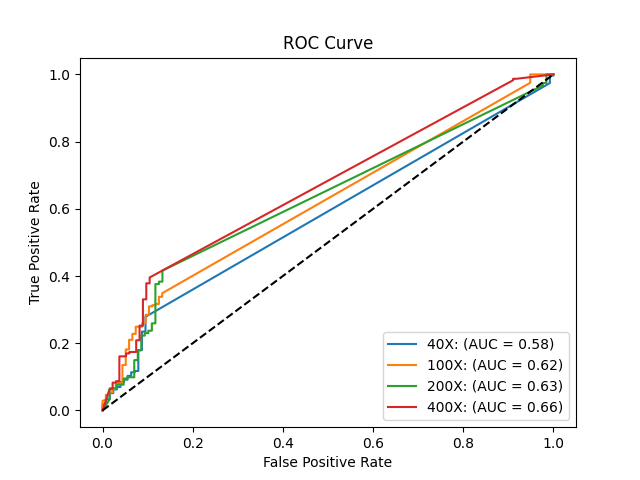 ROC Curve
True Positive Rate
1.0
0.8
0.6
0.4
0.2
0.0
40X: (AUC = 0.58)
100X: (AUC = 0.62)
200X: (AUC = 0.63)
400X: (AUC = 0.66)
0.0 0.2 0.4 0.6 0.8 1.0
False Positive Rate